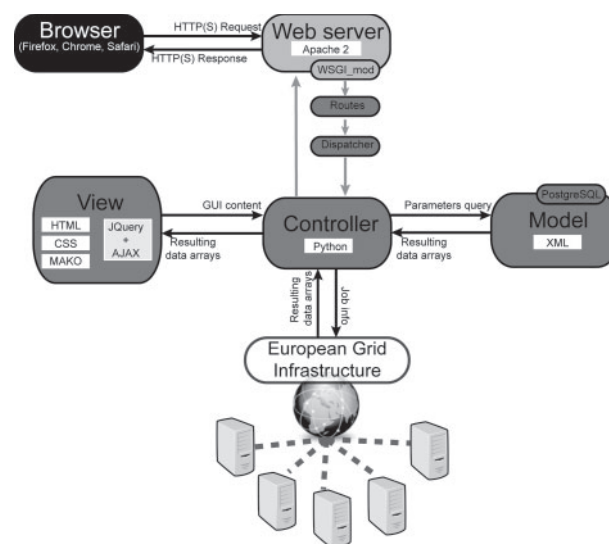 Browser
(Firefox, Chrome, Safari)
HTTP(S) Request
HTTP(S) Response
Web server
Apache 2
WSGI_mod
Routes
Dispatcher
View
HTML
CSS
MAKO
JQuery
+
AJAX
GUI content
Resulting
data arrays
Controller
Python
Parameters query
Resulting
data arrays
PostgreSQL
Model
XML
Resulting
data arrays
Job info
European Grid
Infrastructure